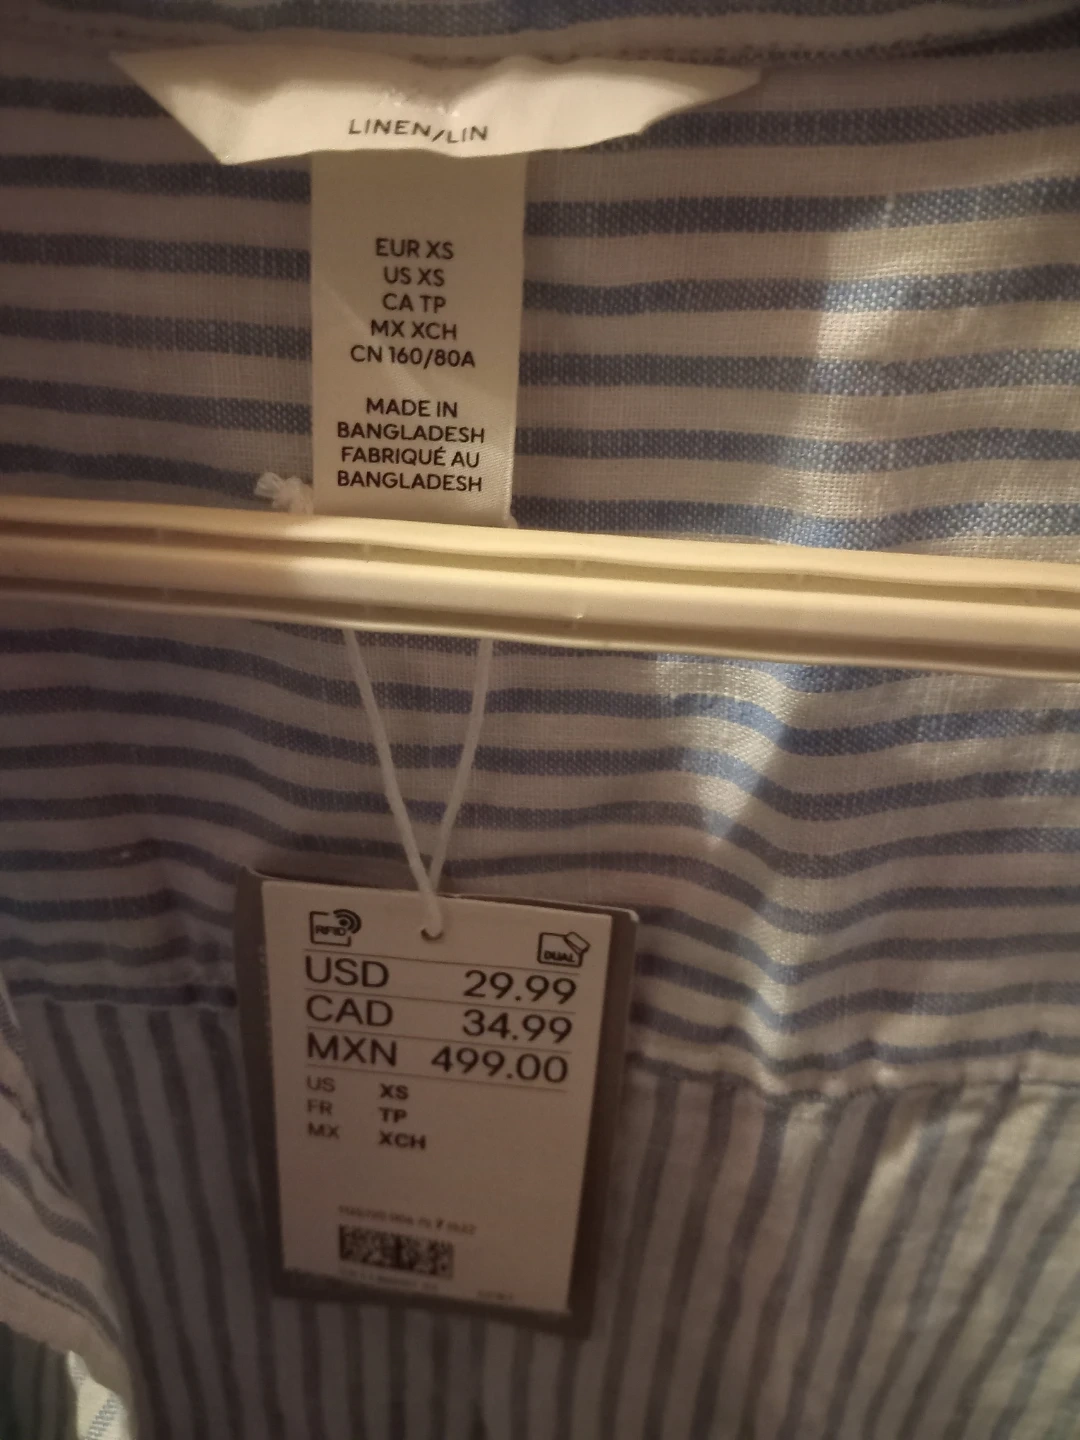 LINEN/LIN
EUR XS
US XS
CA TP
MX XCH
CN 160/80A
MADE IN
BANGLADESH
FABRIQUÉ AU
BANGLADESH
RFID
DUAL
USD 29.99
CAD 34.99
MXN 499.00
US XS
FR TP
MX XCH